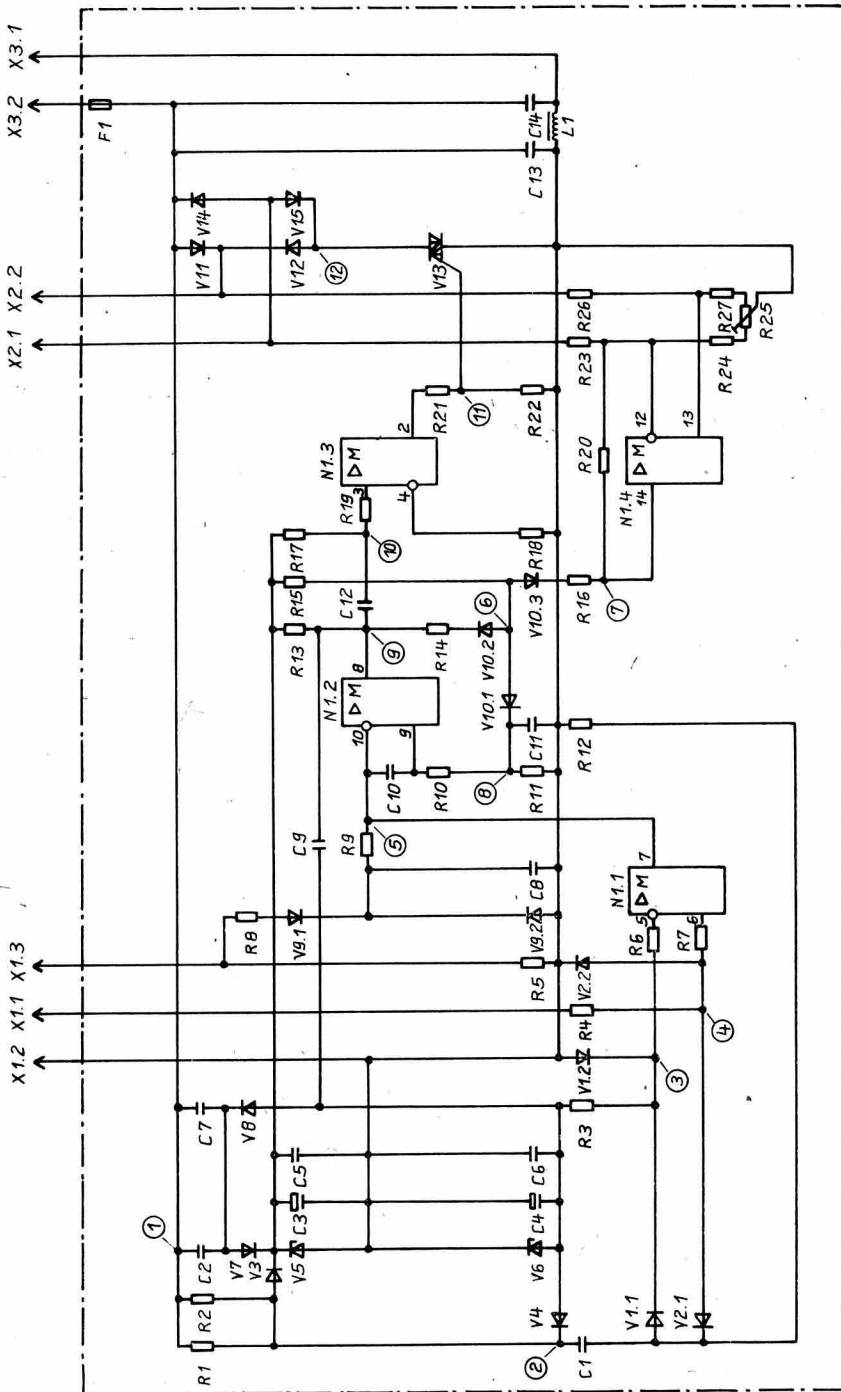 X3.1
X3.2
X2.2
X2.1
X1.3
X1.1
X1.2
F1
C14
L1
C13
V14
V15
V11
V12
12
V13
R26
R27
R25
R23
R24
R21
11
R22
2
N1.3
▷ M
3
4
R19
10
R17
R18
R20
12
13
▷ M
14
N1.4
R15
C12
6
V10.3
R16
7
R13
9
R14
V10.2
8
N1.2
▷ M
10
9
V10.1
C11
R12
C10
R10
8
R11
C9
R9
5
7
C8
N1.1
▷ M
5
6
R6
R7
R8
V9.1
V9.2
R5
V2.2
R4
4
V1.2
3
C7
V8
R3
C5
C6
C3
C4
1
C2
V7
V3
V5
V6
R2
R1
V4
2
C1
V1.1
V2.1